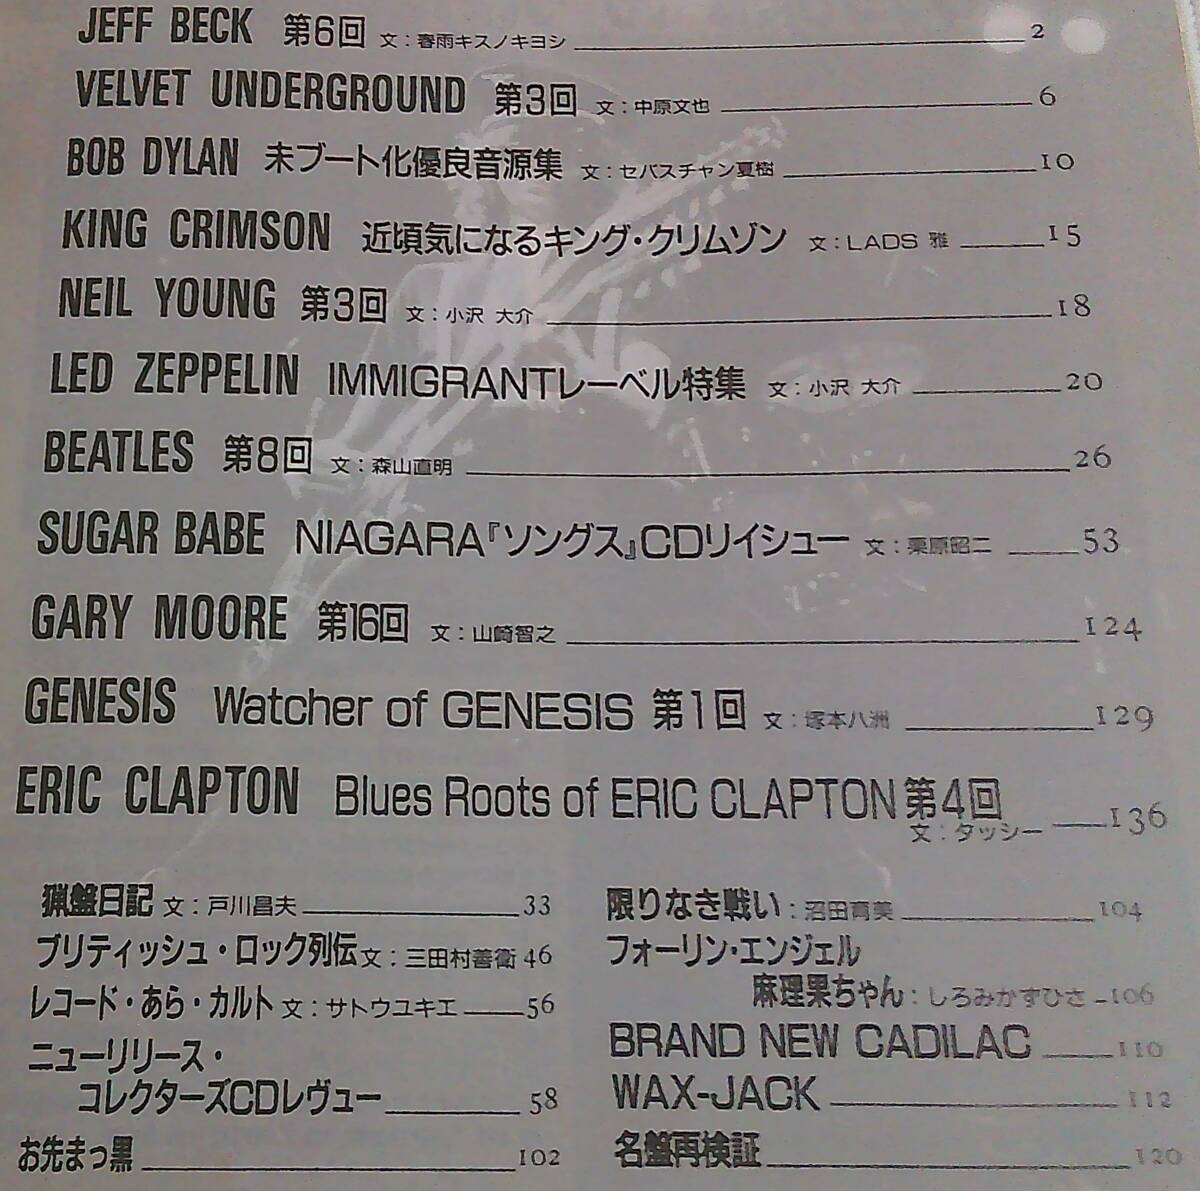 JEFF BECK 第6回 文：春雨キスノキヨシ 2
VELVET UNDERGROUND 第3回 文：中原文也 6
BOB DYLAN 未ブート化優良音源集 文：セバスチャン夏樹 10
KING CRIMSON 近頃気になるキング・クリムゾン 文：LADS 雅 15
NEIL YOUNG 第3回 文：小沢 大介 18
LED ZEPPELIN IMMIGRANTレーベル特集 文：小沢 大介 20
BEATLES 第8回 文：森山直明 26
SUGAR BABE NIAGARA『ソングス』CDリイシュー 文：栗原昭二 53
GARY MOORE 第16回 文：山崎智之 124
GENESIS Watcher of GENESIS 第1回 文：塚本八洲 129
ERIC CLAPTON Blues Roots of ERIC CLAPTON 第4回
文：タッシー 136
猟盤日記 文：戸川昌夫 33
ブリティッシュ・ロック列伝 文：三田村善衛 46
レコード・あら・カルト 文：サトウユキエ 56
ニューリリース・
コレクターズCDレヴュー 58
お先まっ黒 102
限りなき戦い：沼田育美 104
フォーリン・エンジェル
麻理果ちゃん：しろみかずひさ 106
BRAND NEW CADILAC 110
WAX-JACK 112
名盤再検証 120